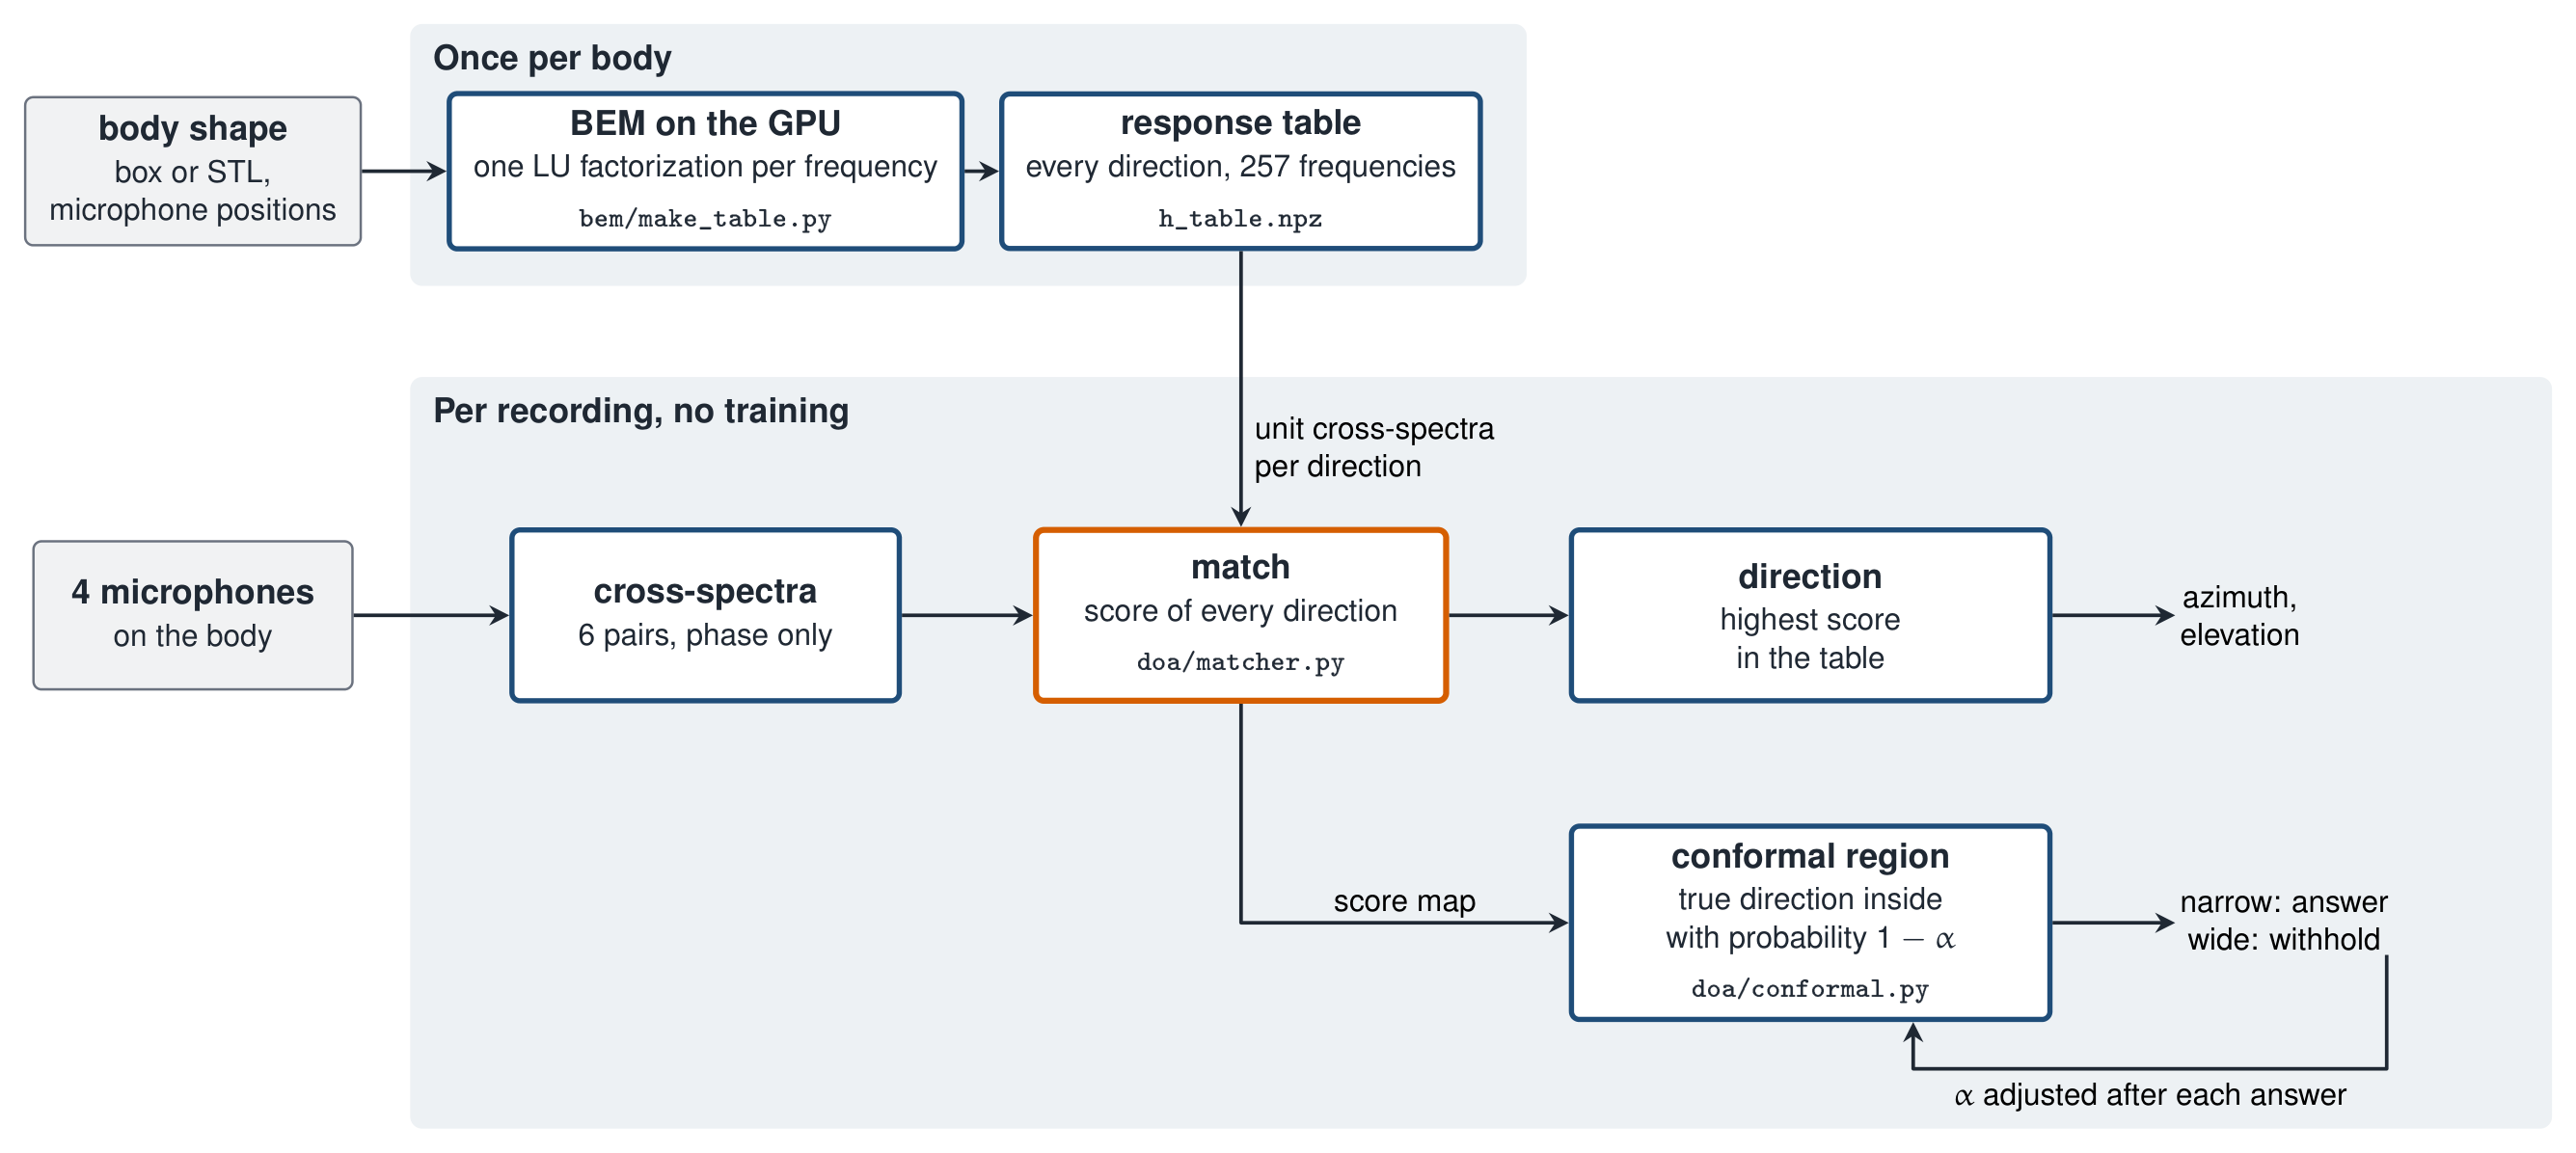 Once per body
body shape
box or STL,
microphone positions
BEM on the GPU
one LU factorization per frequency
bem/make_table.py
response table
every direction, 257 frequencies
h_table.npz
Per recording, no training
unit cross-spectra
per direction
4 microphones
on the body
cross-spectra
6 pairs, phase only
match
score of every direction
doa/matcher.py
direction
highest score
in the table
azimuth,
elevation
score map
conformal region
true direction inside
with probability 1 − α
doa/conformal.py
narrow: answer
wide: withhold
α adjusted after each answer